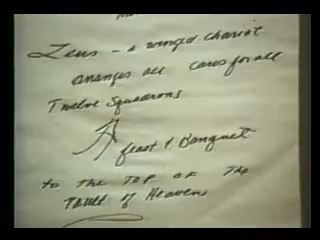 Zeus - a winged chariot
arranges all cares for all
Twelve Squadrons
A
feast & Banquet
to the top of the
Vault of Heaven